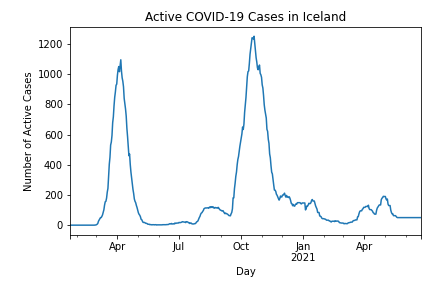 Active COVID-19 Cases in Iceland
Number of Active Cases
1200
1000
800
600
400
200
0
Apr Jul Oct Jan Apr
2021
Day